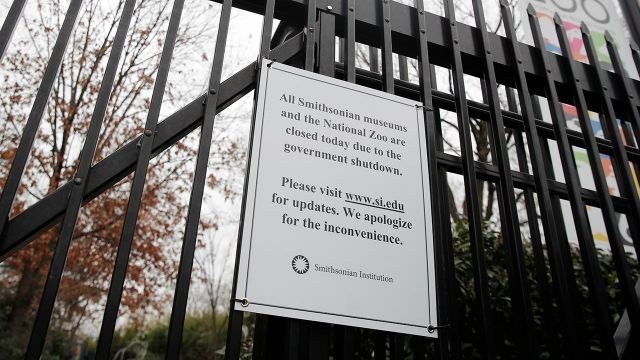 ZOO
All Smithsonian museums
and the National Zoo are
closed today due to the
government shutdown.
Please visit www.si.edu
for updates. We apologize
for the inconvenience.
Smithsonian Institution